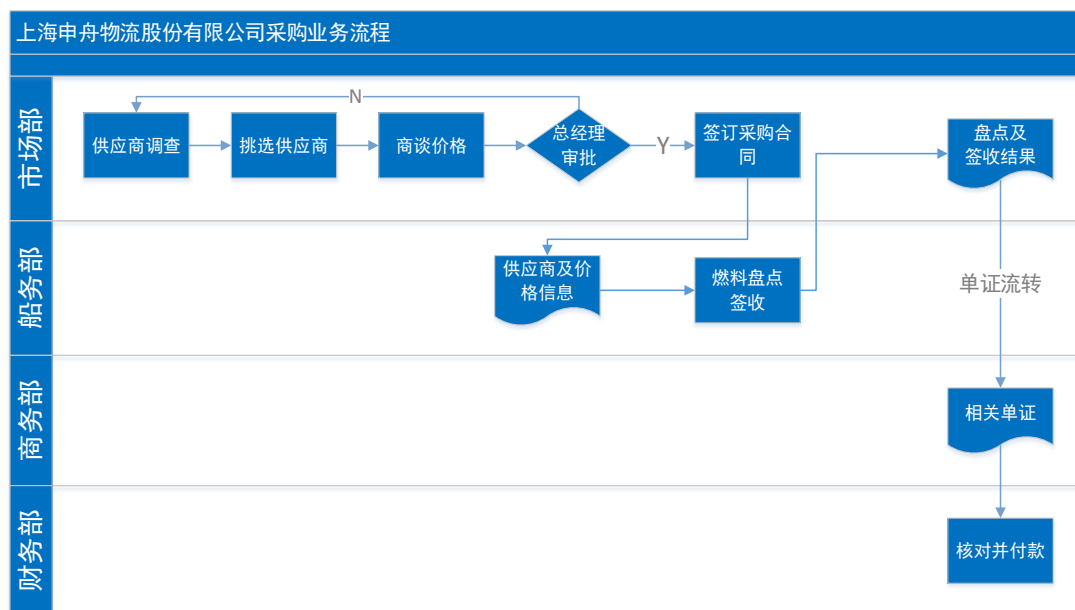 上海申舟物流股份有限公司采购业务流程
市场部
N
供应商调查
挑选供应商
商谈价格
总经理
审批
Y
签订采购合
同
盘点及
签收结果
船务部
供应商及价
格信息
燃料盘点
签收
单证流转
商务部
相关单证
财务部
核对并付款